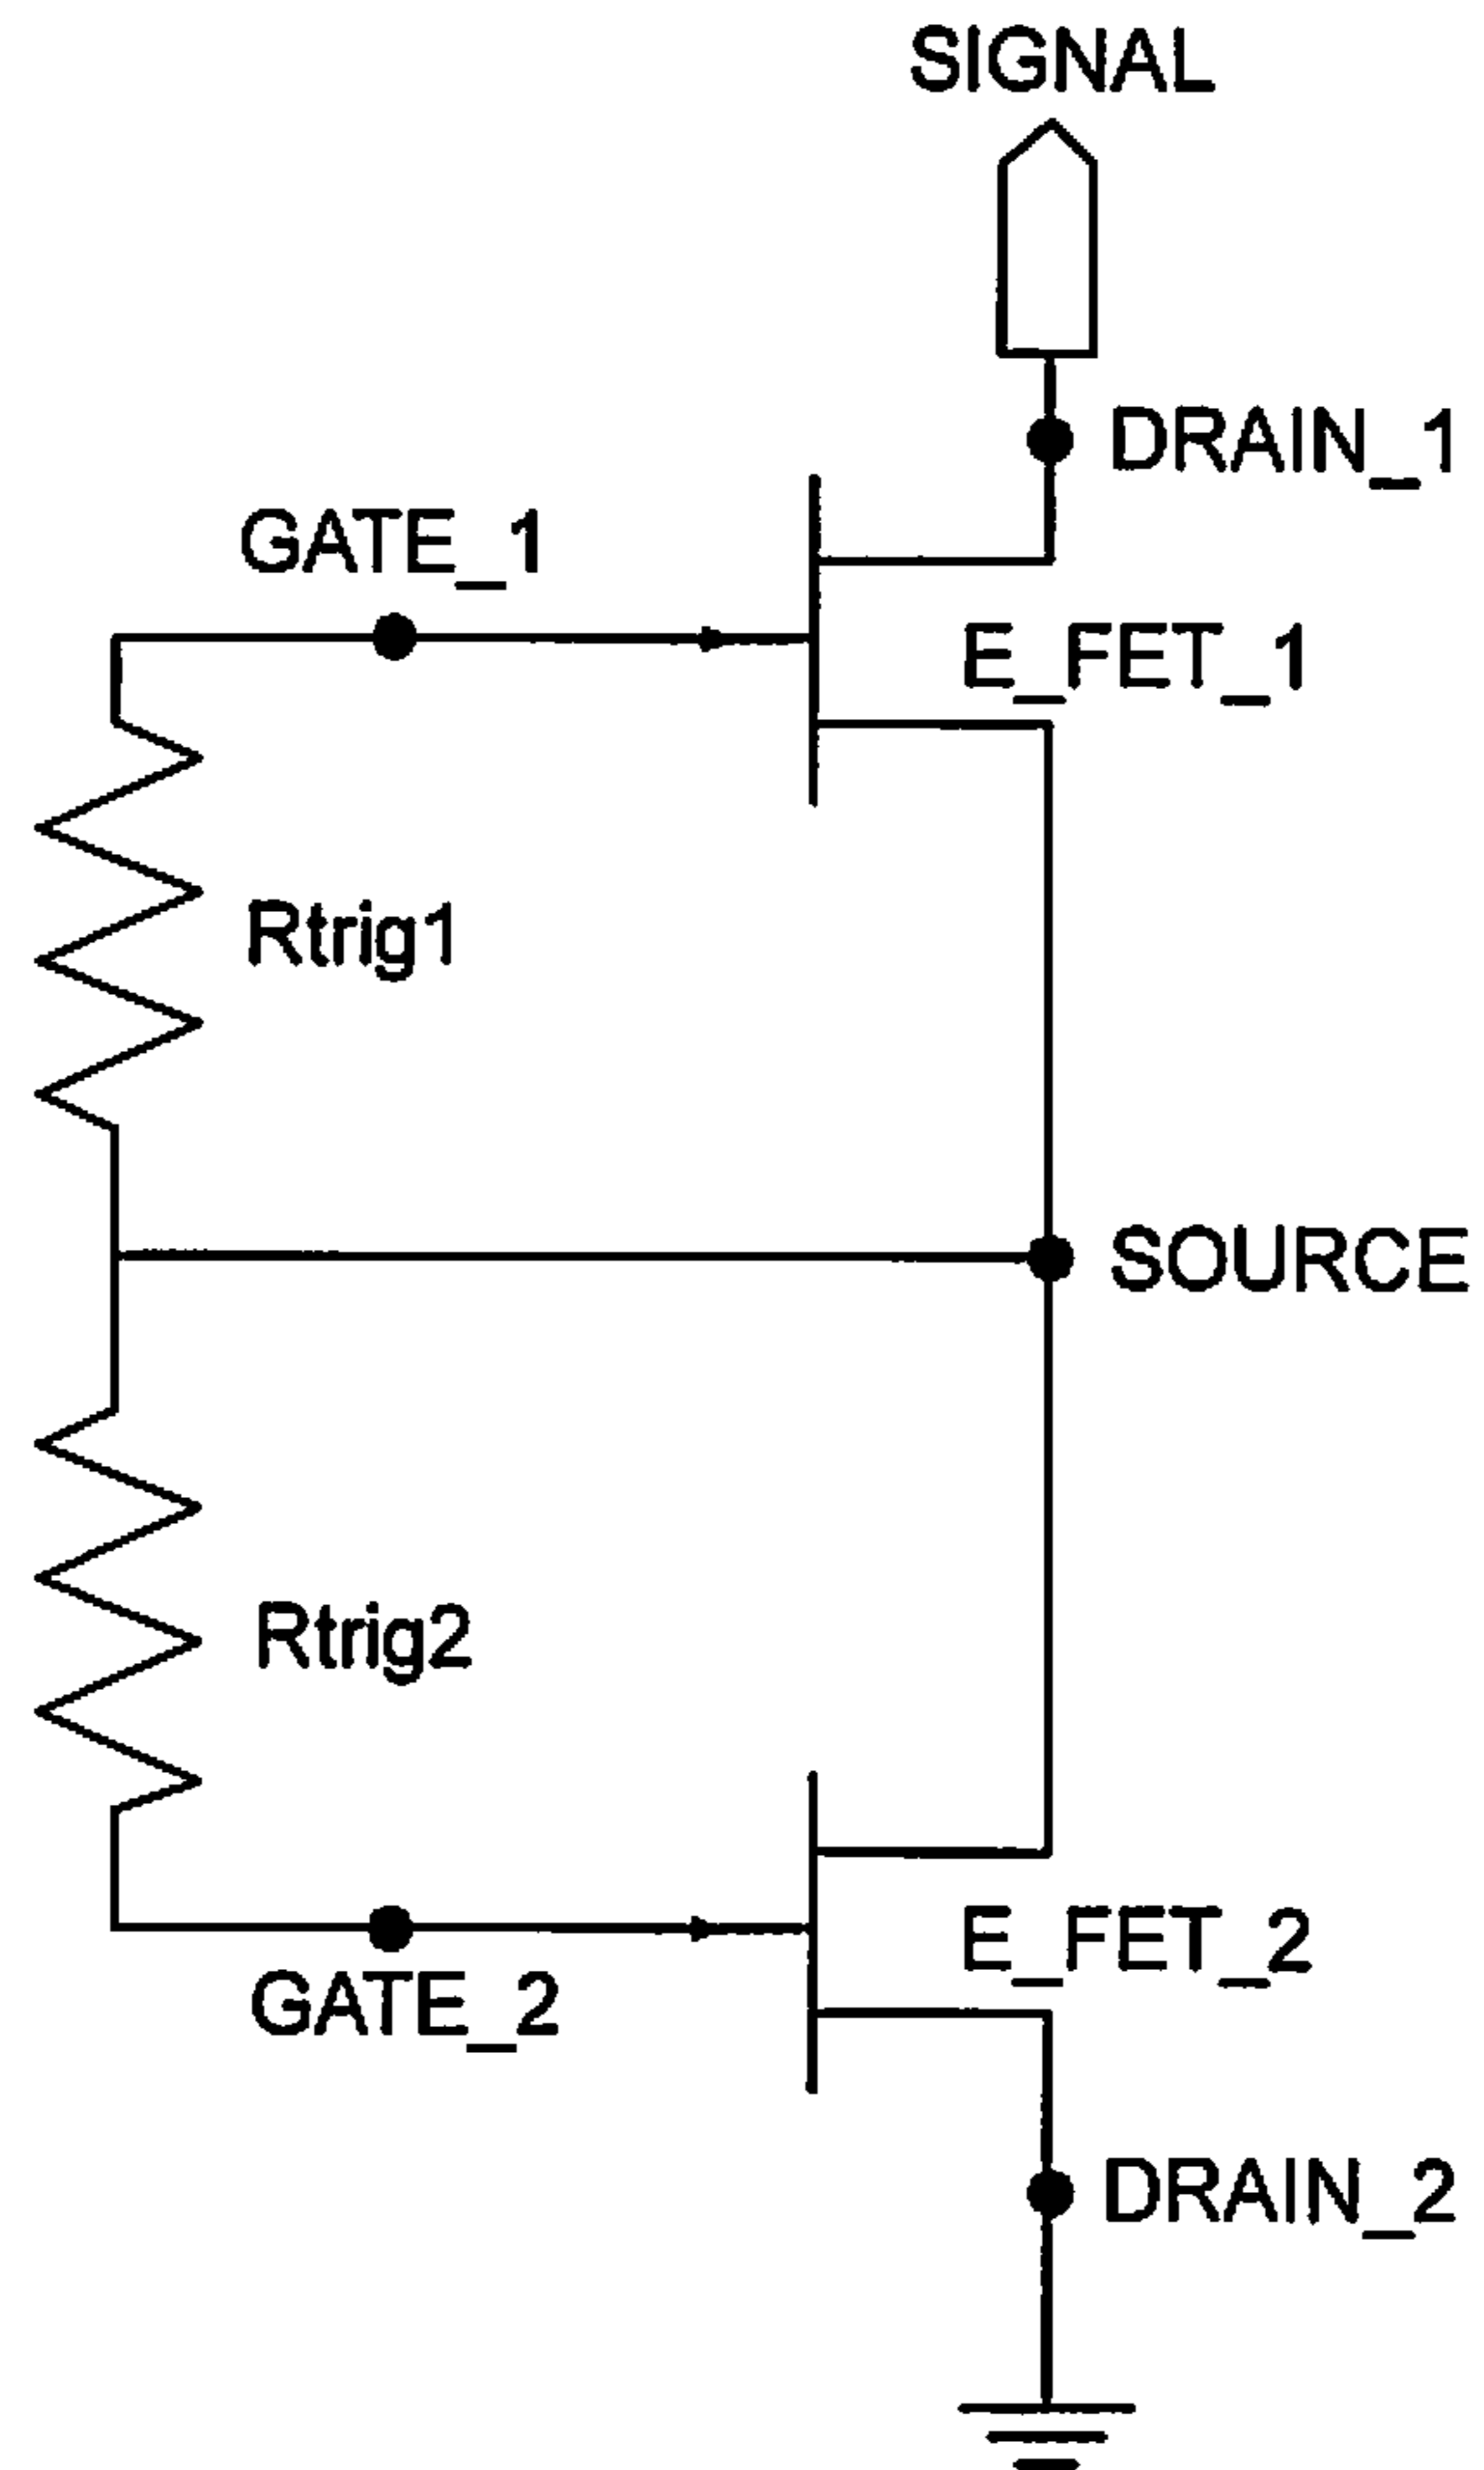 SIGNAL
DRAIN_1
GATE_1
E_FET_1
Rtrig1
SOURCE
Rtrig2
E_FET_2
GATE_2
DRAIN_2